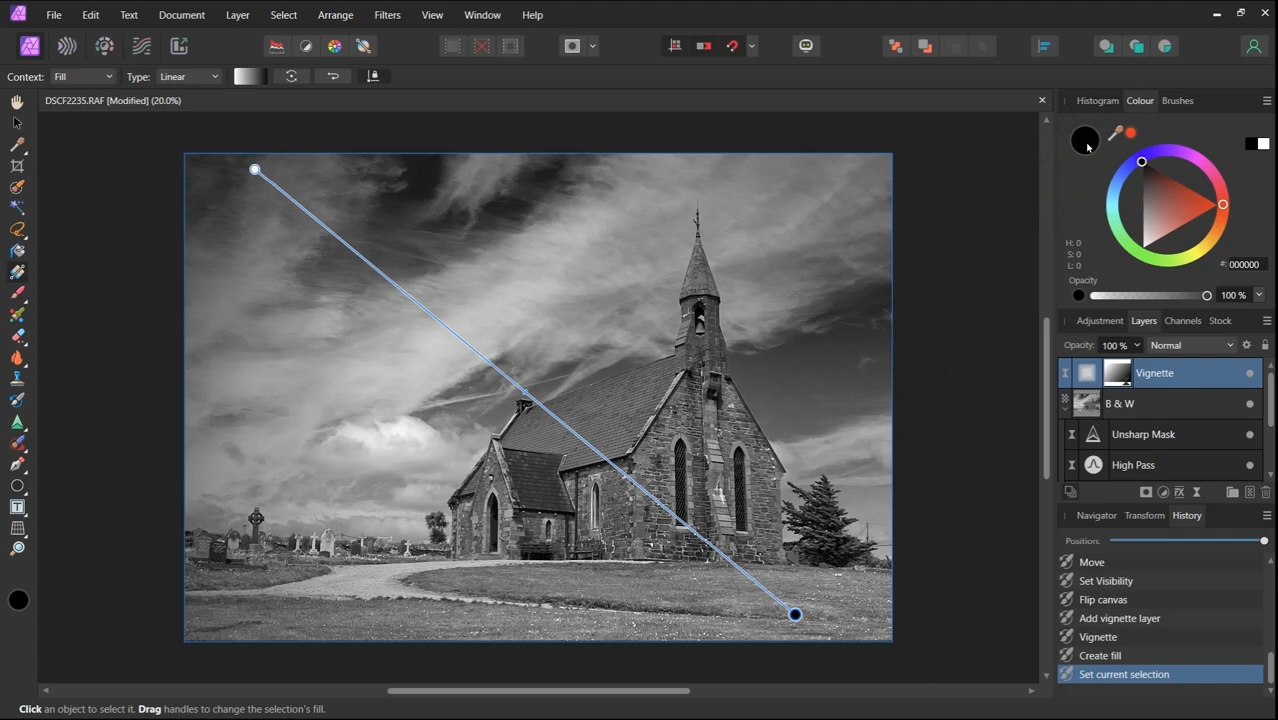 File Edit Text Document Layer Select Arrange Filters View Window Help
Context: Fill Type: Linear
DSCF2235.RAF [Modified] (20.0%)
Histogram Colour Brushes
H: 0
S: 0
L: 0
#: 000000
Opacity
100 %
Adjustment Layers Channels Stock
Opacity: 100 % Normal
Vignette
B & W
Unsharp Mask
High Pass
Navigator Transform History
Position:
Move
Set Visibility
Flip canvas
Add vignette layer
Vignette
Create fill
Set current selection
Click an object to select it. Drag handles to change the selection's fill.